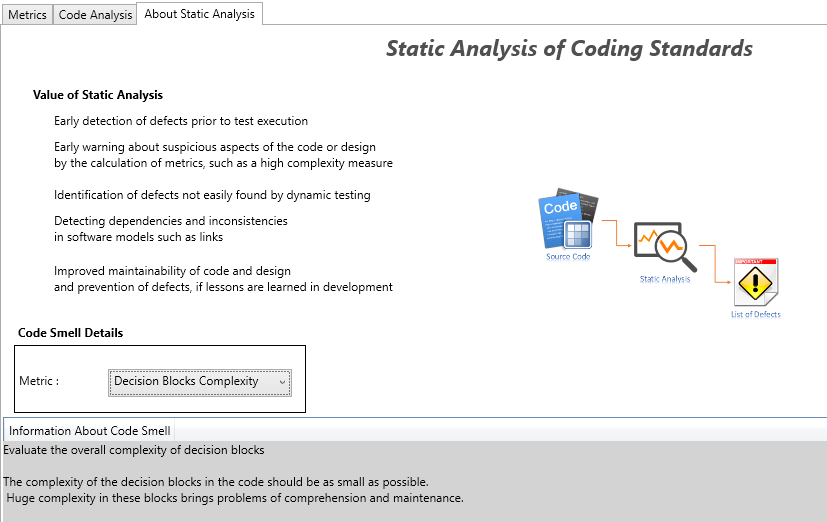 Metrics
Code Analysis
About Static Analysis
Static Analysis of Coding Standards
Value of Static Analysis
Early detection of defects prior to test execution
Early warning about suspicious aspects of the code or design
by the calculation of metrics, such as a high complexity measure
Identification of defects not easily found by dynamic testing
Detecting dependencies and inconsistencies
in software models such as links
Improved maintainability of code and design
and prevention of defects, if lessons are learned in development
Code
Source Code
Static Analysis
IMPORTANT
List of Defects
Code Smell Details
Metric :
Decision Blocks Complexity
Information About Code Smell
Evaluate the overall complexity of decision blocks
The complexity of the decision blocks in the code should be as small as possible.
Huge complexity in these blocks brings problems of comprehension and maintenance.